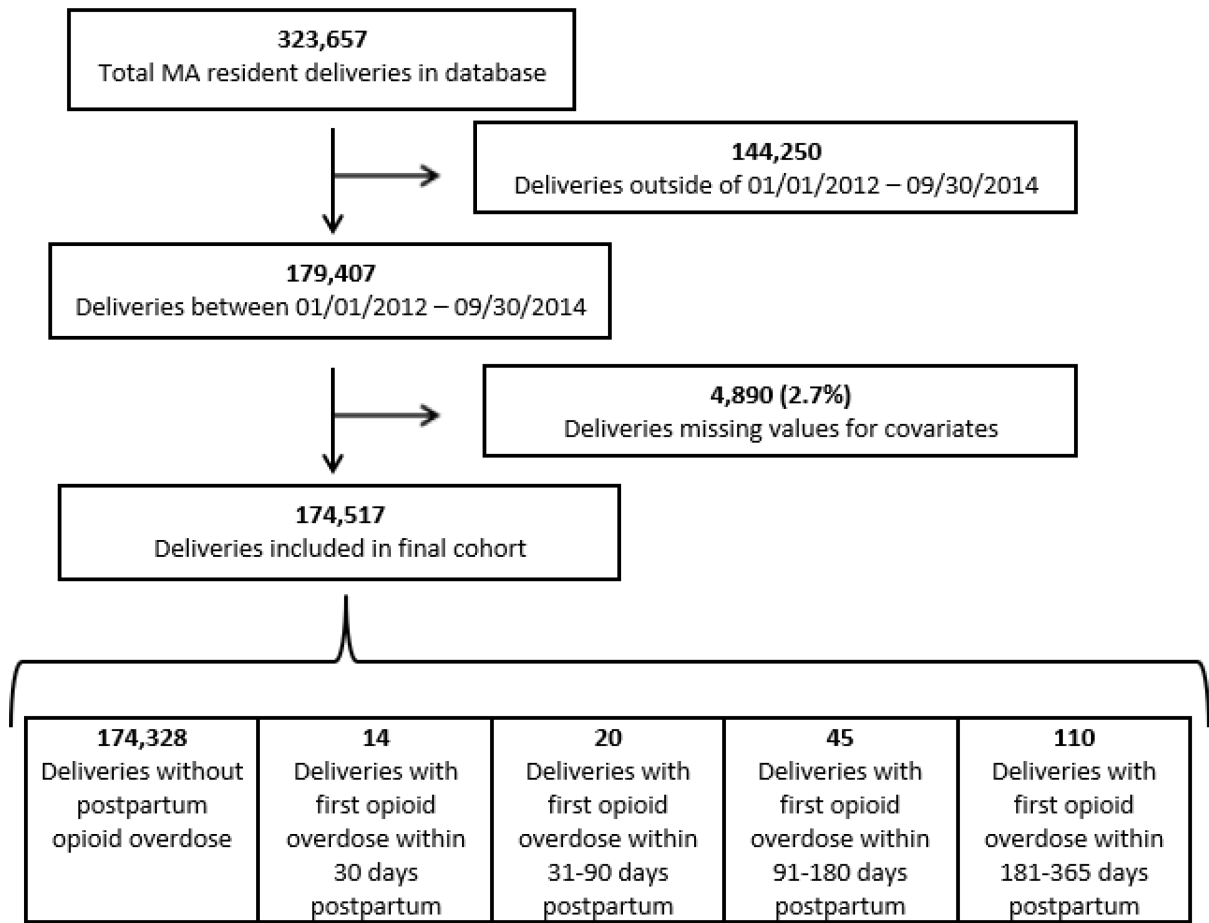 323,657
Total MA resident deliveries in database
144,250
Deliveries outside of 01/01/2012 – 09/30/2014
179,407
Deliveries between 01/01/2012 – 09/30/2014
4,890 (2.7%)
Deliveries missing values for covariates
174,517
Deliveries included in final cohort
174,328
Deliveries without
postpartum
opioid overdose
14
Deliveries with
first opioid
overdose within
30 days
postpartum
20
Deliveries with
first opioid
overdose within
31-90 days
postpartum
45
Deliveries with
first opioid
overdose within
91-180 days
postpartum
110
Deliveries with
first opioid
overdose within
181-365 days
postpartum